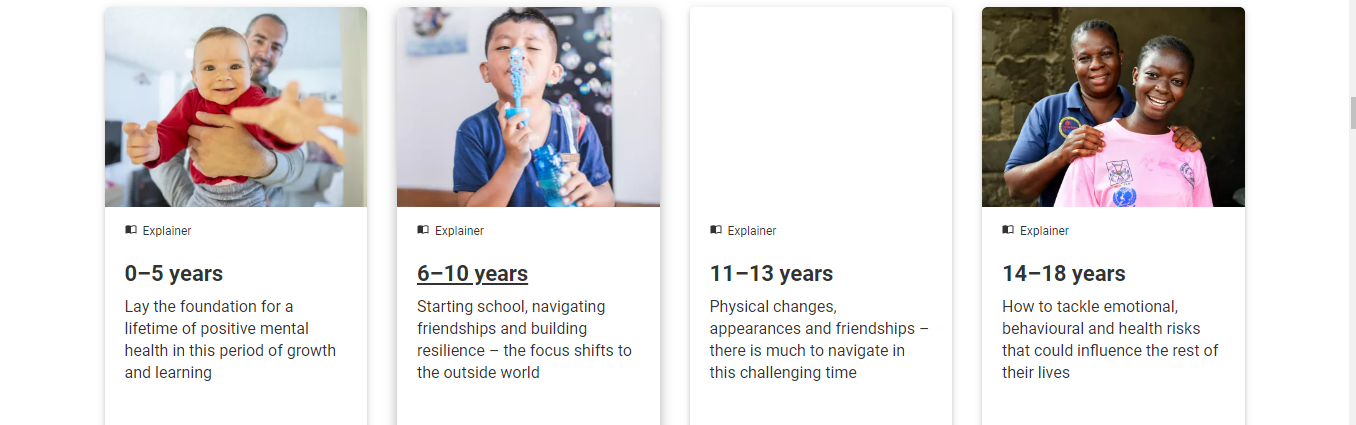 Explainer
0–5 years
Lay the foundation for a
lifetime of positive mental
health in this period of growth
and learning
Explainer
6–10 years
Starting school, navigating
friendships and building
resilience – the focus shifts to
the outside world
Explainer
11–13 years
Physical changes,
appearances and friendships –
there is much to navigate in
this challenging time
Explainer
14–18 years
How to tackle emotional,
behavioural and health risks
that could influence the rest of
their lives